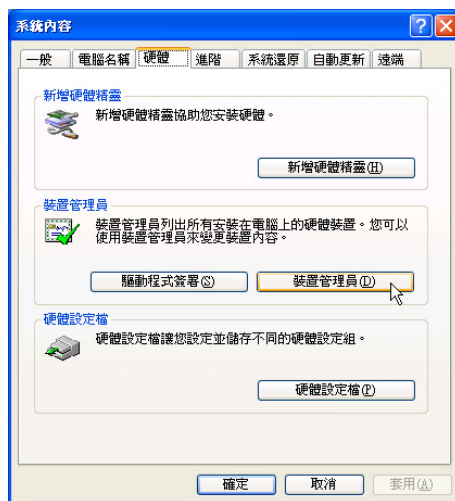 系統內容
一般 電腦名稱 硬體 進階 系統還原 自動更新 遠端
新增硬體精靈
新增硬體精靈協助您安裝硬體。
新增硬體精靈(H)
裝置管理員
裝置管理員列出所有安裝在電腦上的硬體裝置。您可以
使用裝置管理員來變更裝置內容。
驅動程式簽署(S) 裝置管理員(D)
硬體設定檔
硬體設定檔讓您設定並儲存不同的硬體設定組。
硬體設定檔(P)
確定 取消 套用(A)